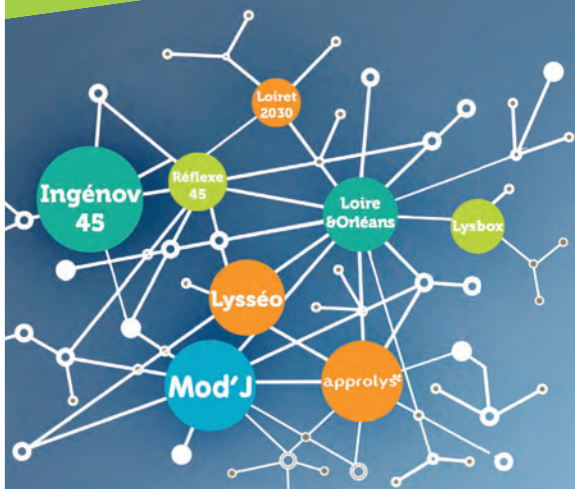 Loiret
2030
Ingénov
45
Réflexe
45
Loire
&Orléans
Lysbox
Lysséo
Mod'J
approlys